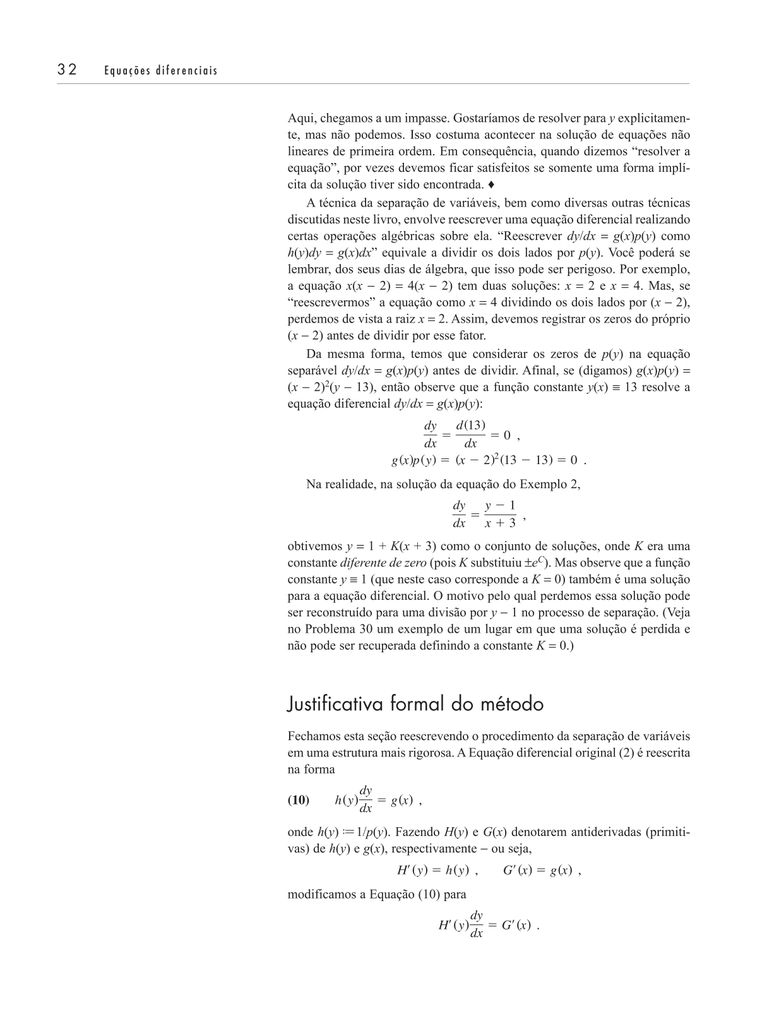 32 Equações diferenciais
Aqui, chegamos a um impasse. Gostaríamos de resolver para y explicitamen-
te, mas não podemos. Isso costuma acontecer na solução de equações não
lineares de primeira ordem. Em consequência, quando dizemos “resolver a
equação”, por vezes devemos ficar satisfeitos se somente uma forma implí-
cita da solução tiver sido encontrada. ♦
A técnica da separação de variáveis, bem como diversas outras técnicas
discutidas neste livro, envolve reescrever uma equação diferencial realizando
certas operações algébricas sobre ela. “Reescrever dy/dx = g(x)p(y) como
h(y)dy = g(x)dx” equivale a dividir os dois lados por p(y). Você poderá se
lembrar, dos seus dias de álgebra, que isso pode ser perigoso. Por exemplo,
a equação x(x − 2) = 4(x − 2) tem duas soluções: x = 2 e x = 4. Mas, se
“reescrevermos” a equação como x = 4 dividindo os dois lados por (x − 2),
perdemos de vista a raiz x = 2. Assim, devemos registrar os zeros do próprio
(x − 2) antes de dividir por esse fator.
Da mesma forma, temos que considerar os zeros de p(y) na equação
separável dy/dx = g(x)p(y) antes de dividir. Afinal, se (digamos) g(x)p(y) =
(x − 2)²(y − 13), então observe que a função constante y(x) ≡ 13 resolve a
equação diferencial dy/dx = g(x)p(y):
dy/dx = d(13)/dx = 0 ,
g(x)p(y) = (x − 2)²(13 − 13) = 0 .
Na realidade, na solução da equação do Exemplo 2,
dy/dx = (y − 1)/(x + 3) ,
obtivemos y = 1 + K(x + 3) como o conjunto de soluções, onde K era uma
constante diferente de zero (pois K substituiu ±e^C). Mas observe que a função
constante y ≡ 1 (que neste caso corresponde a K = 0) também é uma solução
para a equação diferencial. O motivo pelo qual perdemos essa solução pode
ser reconstruído para uma divisão por y − 1 no processo de separação. (Veja
no Problema 30 um exemplo de um lugar em que uma solução é perdida e
não pode ser recuperada definindo a constante K = 0.)
Justificativa formal do método
Fechamos esta seção reescrevendo o procedimento da separação de variáveis
em uma estrutura mais rigorosa. A Equação diferencial original (2) é reescrita
na forma
(10) h(y) dy/dx = g(x) ,
onde h(y) := 1/p(y). Fazendo H(y) e G(x) denotarem antiderivadas (primiti-
vas) de h(y) e g(x), respectivamente − ou seja,
H′(y) = h(y) , G′(x) = g(x) ,
modificamos a Equação (10) para
H′(y) dy/dx = G′(x) .